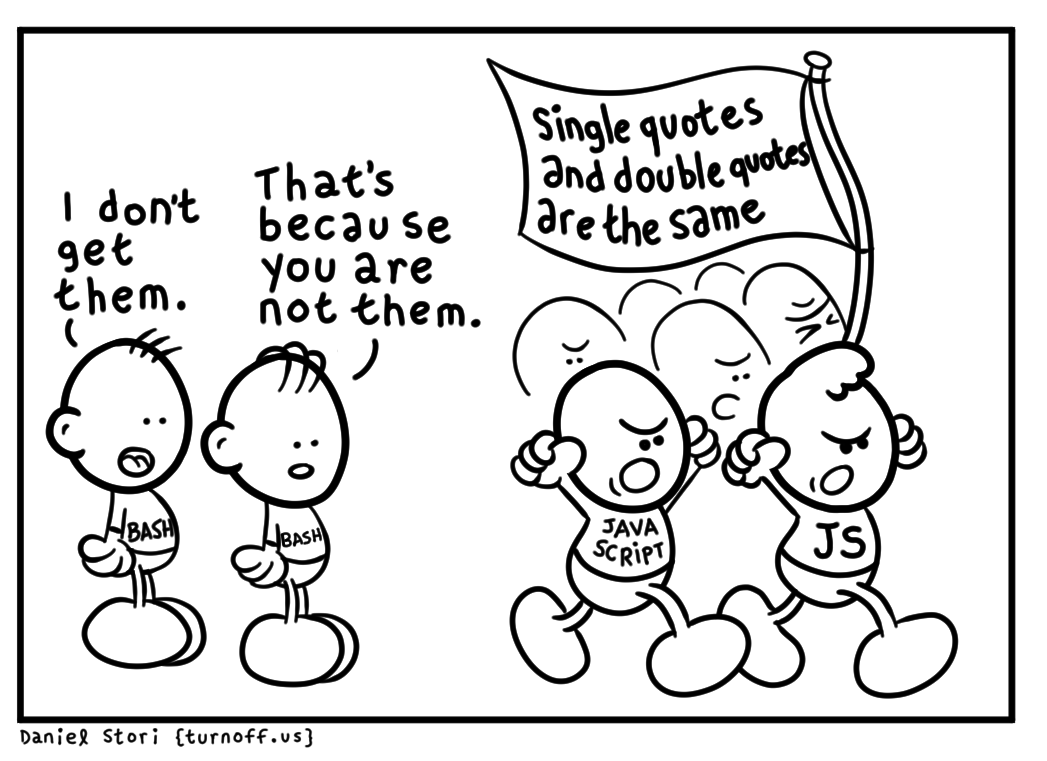 I don't
get
them.
That's
because
you are
not them.
Single quotes
and double quotes
are the same
BASH
BASH
JAVA
SCRiPT
JS
Daniel Stori {turnoff.us}